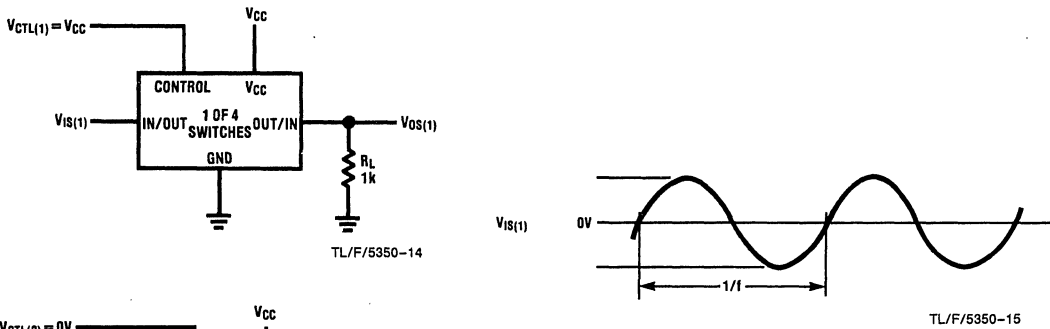 VCTL(1) = VCC
VCC
CONTROL VCC
VIS(1) IN/OUT 1 OF 4 SWITCHES OUT/IN VOS(1)
GND
RL
1k
TL/F/5350-14
VIS(1) 0V
1/f
TL/F/5350-15
VCC
VCTL(2) = 0V